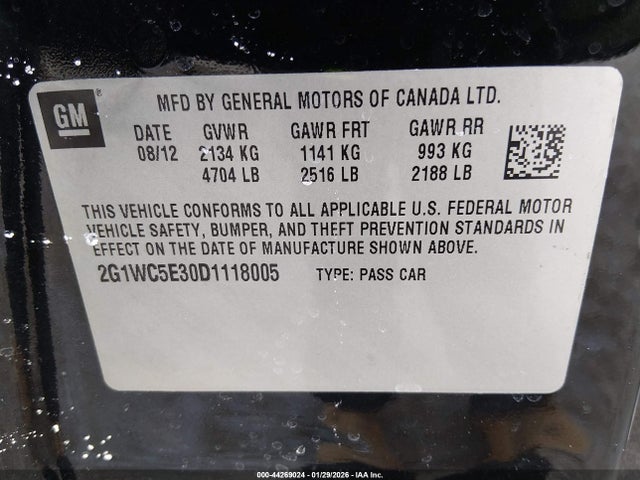 GM ®
MFD BY GENERAL MOTORS OF CANADA LTD.
DATE GVWR GAWR FRT GAWR RR
08/12 2134 KG 1141 KG 993 KG
4704 LB 2516 LB 2188 LB
THIS VEHICLE CONFORMS TO ALL APPLICABLE U.S. FEDERAL MOTOR
VEHICLE SAFETY, BUMPER, AND THEFT PREVENTION STANDARDS IN
EFFECT ON THE DATE OF MANUFACTURE SHOWN ABOVE.
2G1WC5E30D1118005 TYPE: PASS CAR
000-44269024 - 01/29/2026 - IAA Inc.